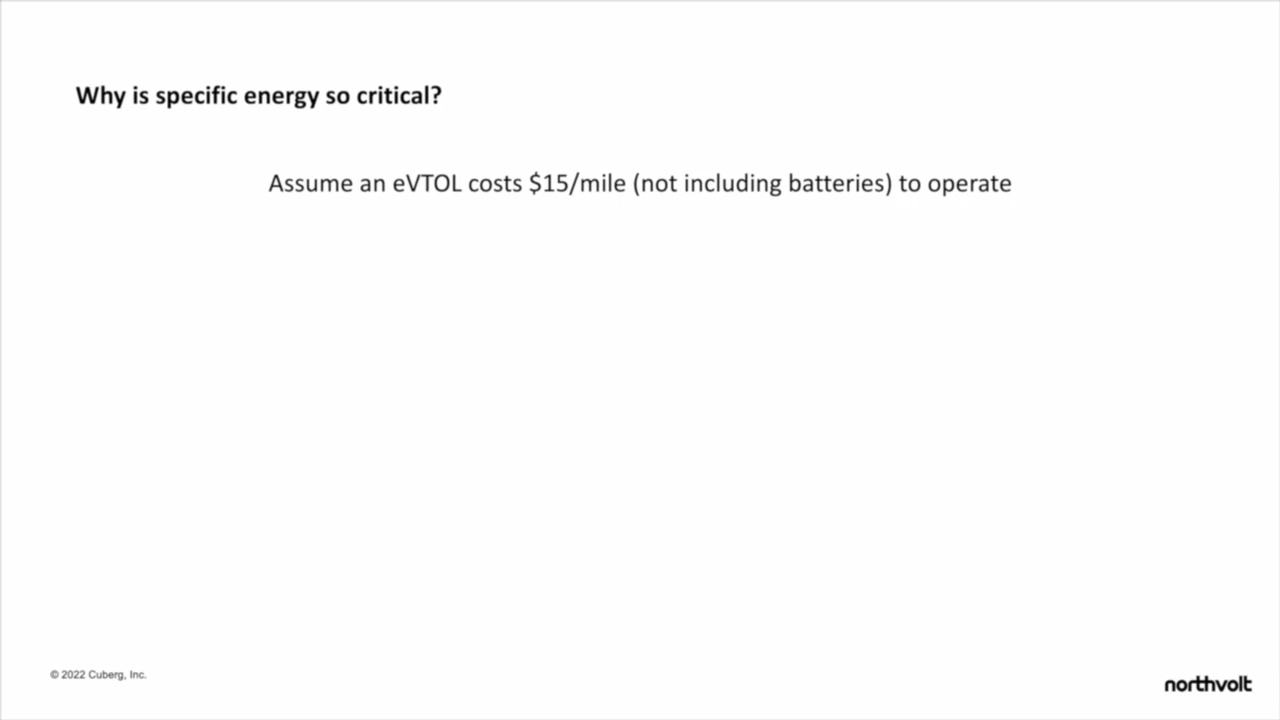 Why is specific energy so critical?
Assume an eVTOL costs $15/mile (not including batteries) to operate
© 2022 Cuberg, Inc.
northvolt